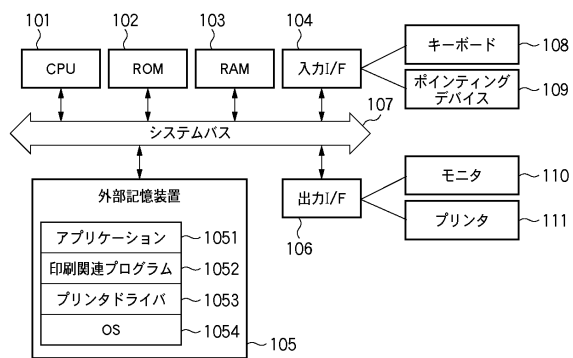 101
102
103
104
CPU
ROM
RAM
入力I/F
キーボード
108
ポインティング
デバイス
109
107
システムバス
外部記憶装置
アプリケーション
1051
印刷関連プログラム
1052
プリンタドライバ
1053
OS
1054
105
出力I/F
106
モニタ
110
プリンタ
111